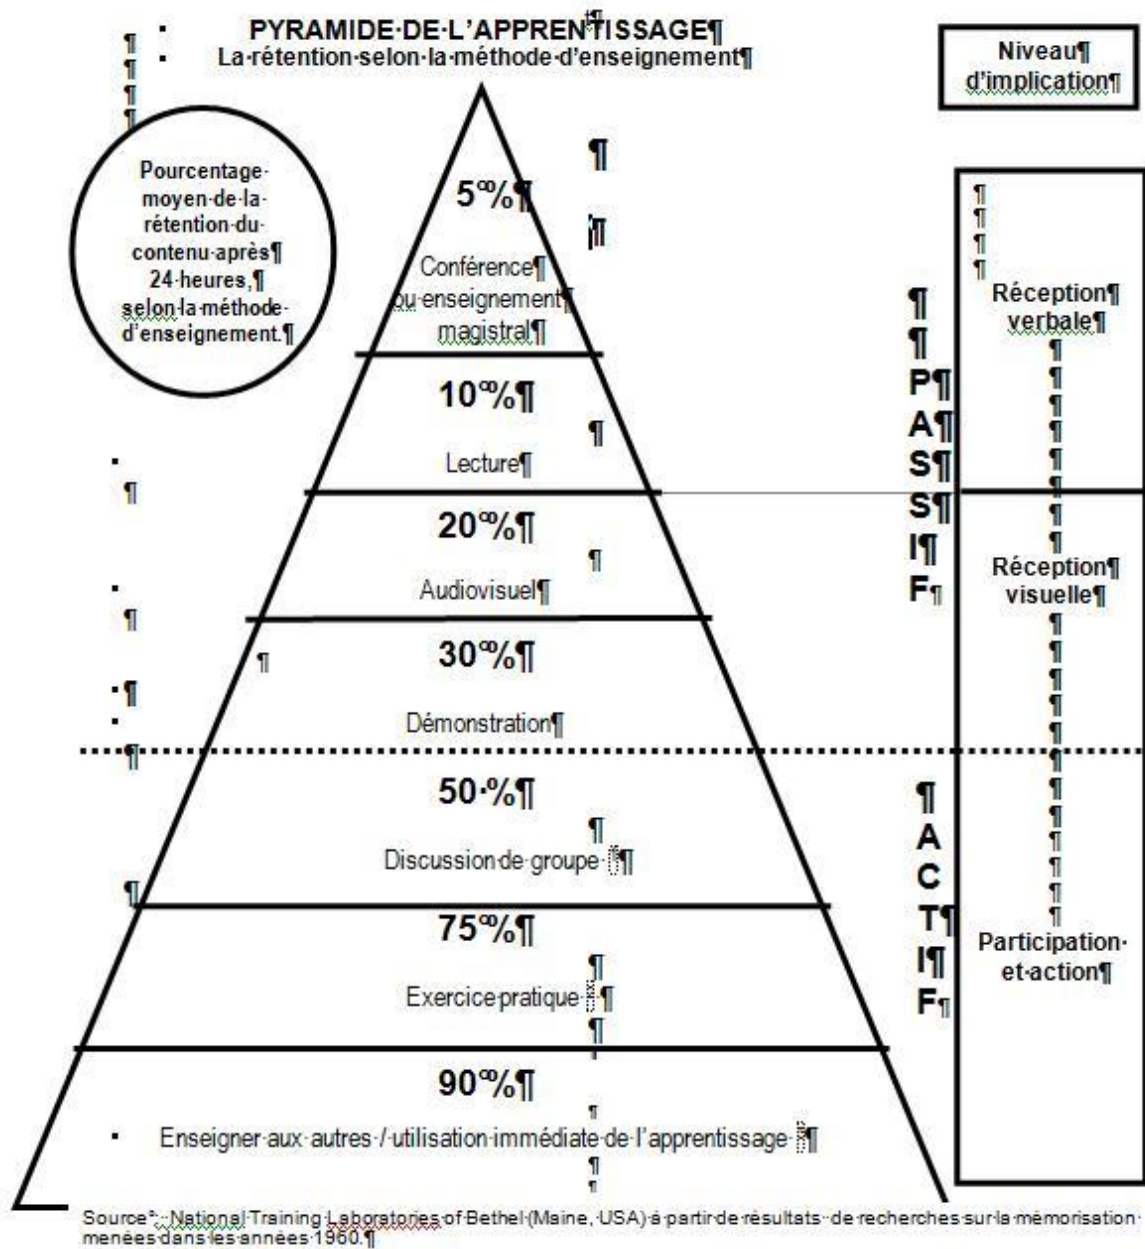 PYRAMIDE DE L'APPRENTISSAGE
La rétention selon la méthode d'enseignement
Niveau
d'implication
Pourcentage
moyen de la
rétention du
contenu après
24 heures,
selon la méthode
d'enseignement.
5 %
Conférence
ou enseignement
magistral
10 %
Lecture
20 %
Audiovisuel
30 %
Démonstration
50 %
Discussion de groupe
75 %
Exercice pratique
90 %
Enseigner aux autres / utilisation immédiate de l'apprentissage
PASSIF
ACTIF
Réception
verbale
Réception
visuelle
Participation
et action
Source : National Training Laboratories of Bethel (Maine, USA) à partir de résultats de recherches sur la mémorisation
menées dans les années 1960.